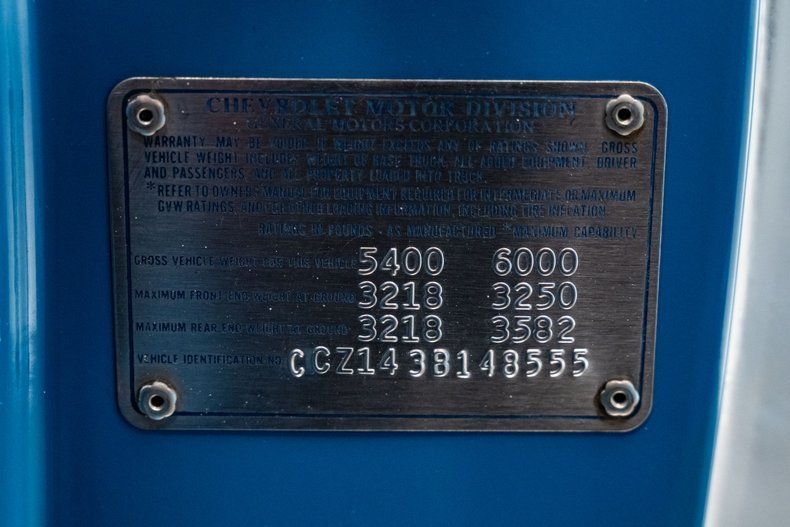 CHEVROLET MOTOR DIVISION
GENERAL MOTORS CORPORATION
WARRANTY MAY BE VOIDED IF WEIGHT EXCEEDS ANY OF RATINGS SHOWN. GROSS
VEHICLE WEIGHT INCLUDES WEIGHT OF BASE TRUCK, ALL ADDED EQUIPMENT, DRIVER
AND PASSENGERS AND ALL PROPERTY LOADED INTO TRUCK.
*REFER TO OWNERS MANUAL FOR EQUIPMENT REQUIRED FOR INTERMEDIATE OR MAXIMUM
GVW RATINGS, AND FURTHER LOADING INFORMATION, INCLUDING TIRE INFLATION.
RATINGS IN POUNDS - AS MANUFACTURED *MAXIMUM CAPABILITY
GROSS VEHICLE WEIGHT FOR THIS VEHICLE 5400 6000
MAXIMUM FRONT END WEIGHT AT GROUND 3218 3250
MAXIMUM REAR END WEIGHT AT GROUND 3218 3582
VEHICLE IDENTIFICATION NO. CCZ143B148555